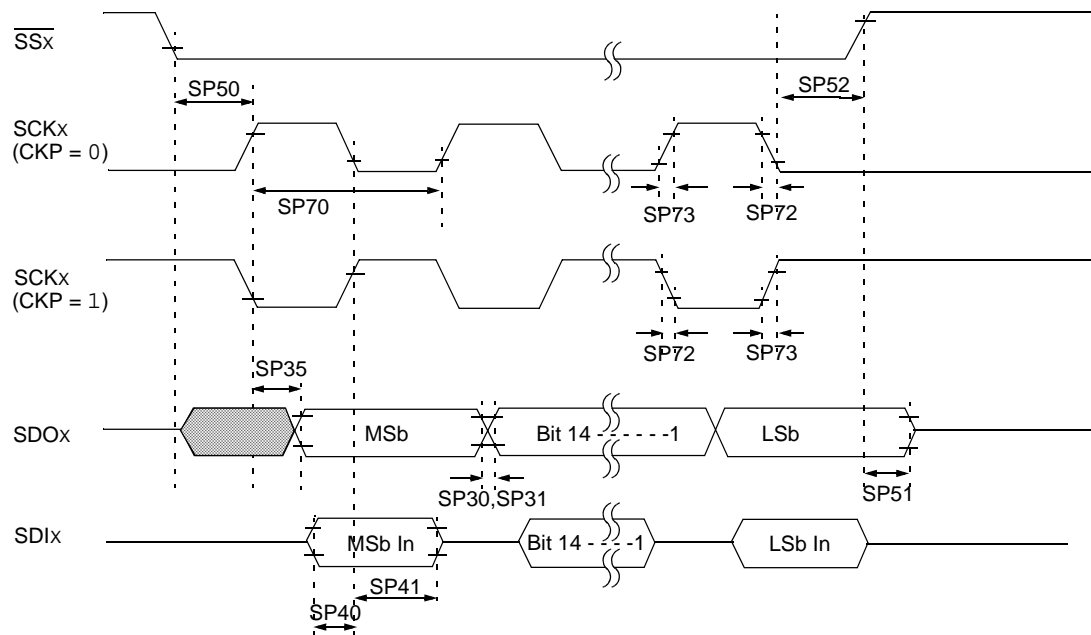 SSX
SP50
SP52
SCKX
(CKP = 0)
SP70
SP73
SP72
SCKX
(CKP = 1)
SP72
SP73
SP35
SDOX
MSb
Bit 14 - - - - - -1
LSb
SP30,SP31
SP51
SDIX
MSb In
Bit 14 - - - -1
LSb In
SP41
SP40